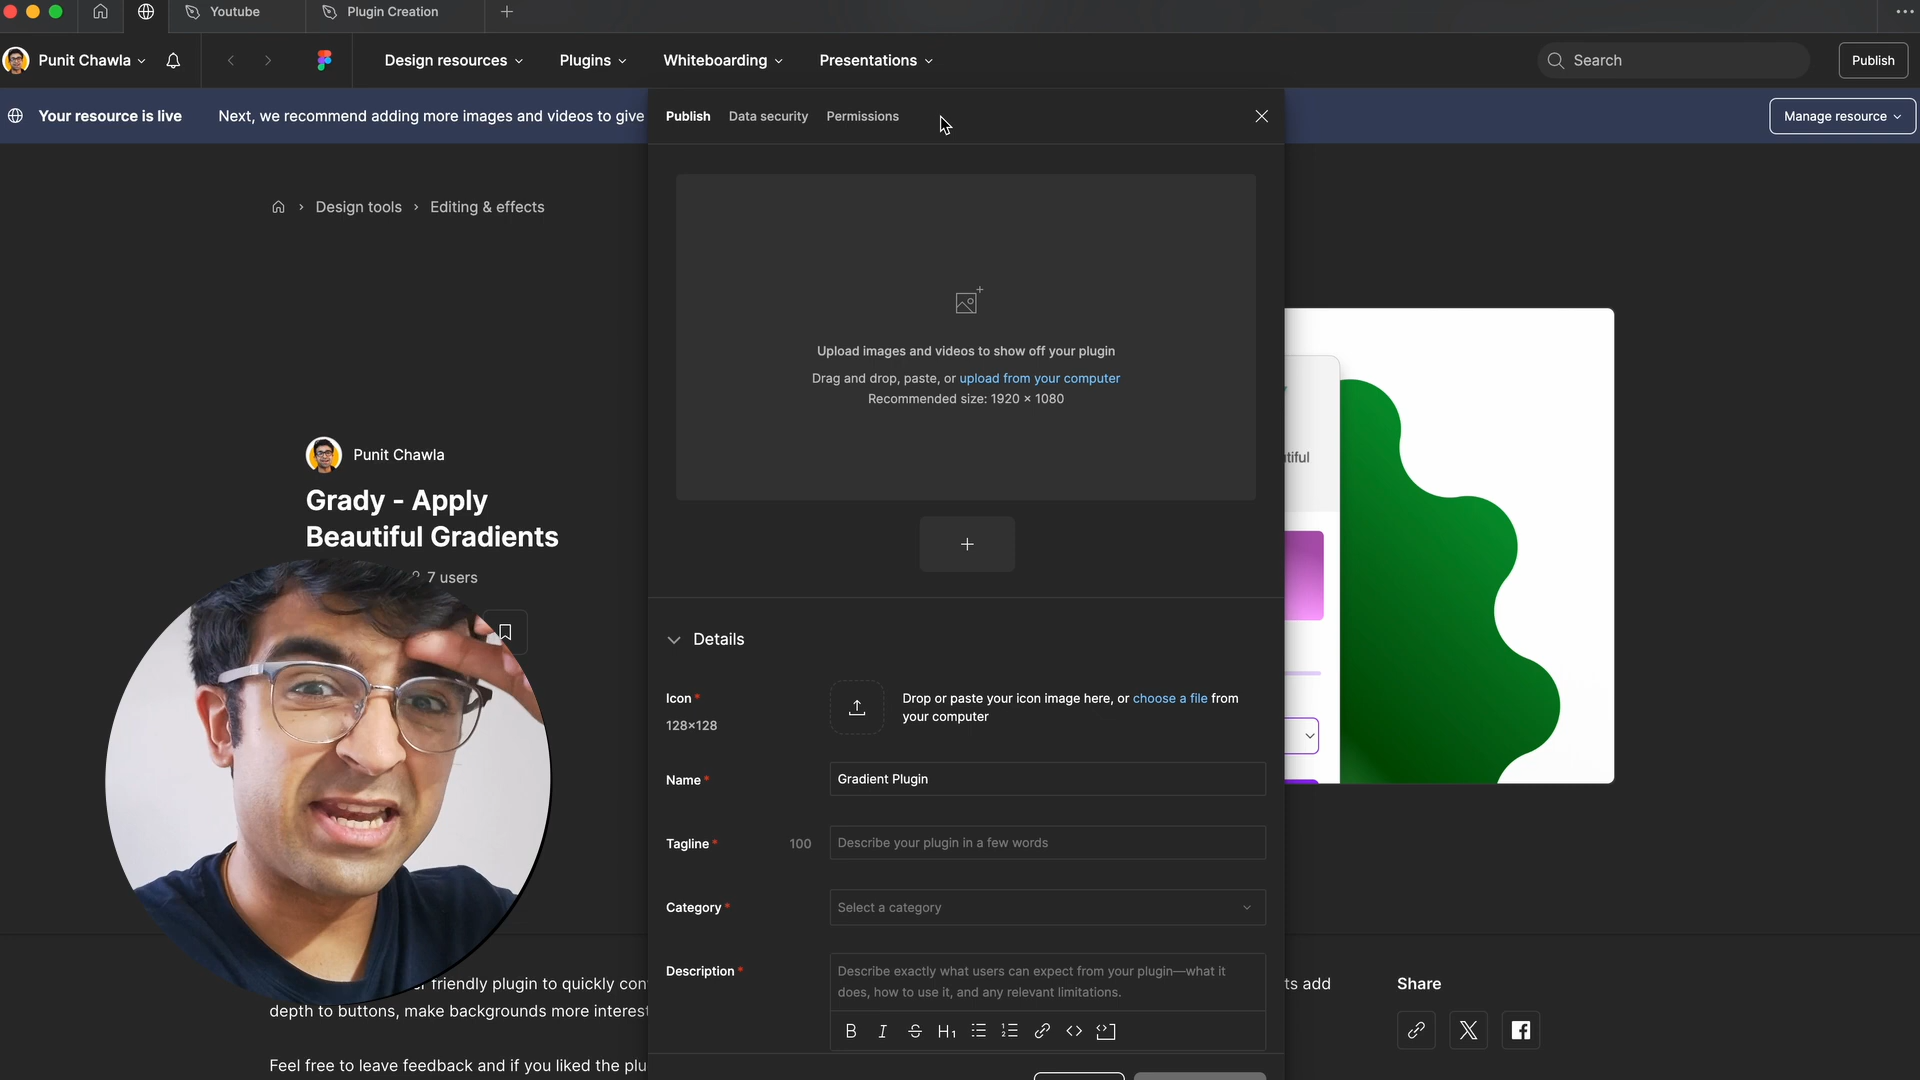 Youtube
Plugin Creation
Punit Chawla
Design resources
Plugins
Whiteboarding
Presentations
Search
Publish
Your resource is live
Next, we recommend adding more images and videos to give
Manage resource
Publish
Data security
Permissions
Design tools
Editing & effects
Upload images and videos to show off your plugin
Drag and drop, paste, or upload from your computer
Recommended size: 1920 × 1080
Punit Chawla
Grady - Apply
Beautiful Gradients
7 users
Details
Icon*
128×128
Drop or paste your icon image here, or choose a file from
your computer
Name*
Gradient Plugin
Tagline*
100
Describe your plugin in a few words
Category*
Select a category
Description*
Describe exactly what users can expect from your plugin—what it
does, how to use it, and any relevant limitations.
B I S H1
friendly plugin to quickly
depth to buttons, make backgrounds more
Feel free to leave feedback and if you liked the
add
Share